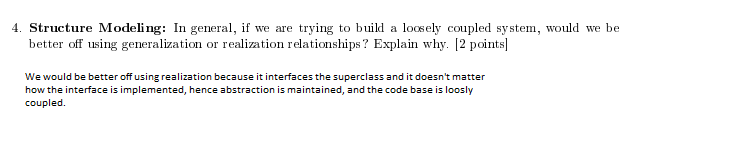 4. Structure Modeling: In general, if we are trying to build a loosely coupled system, would we be
better off using generalization or realization relationships? Explain why. [2 points]
We would be better off using realization because it interfaces the superclass and it doesn't matter
how the interface is implemented, hence abstraction is maintained, and the code base is loosly
coupled.